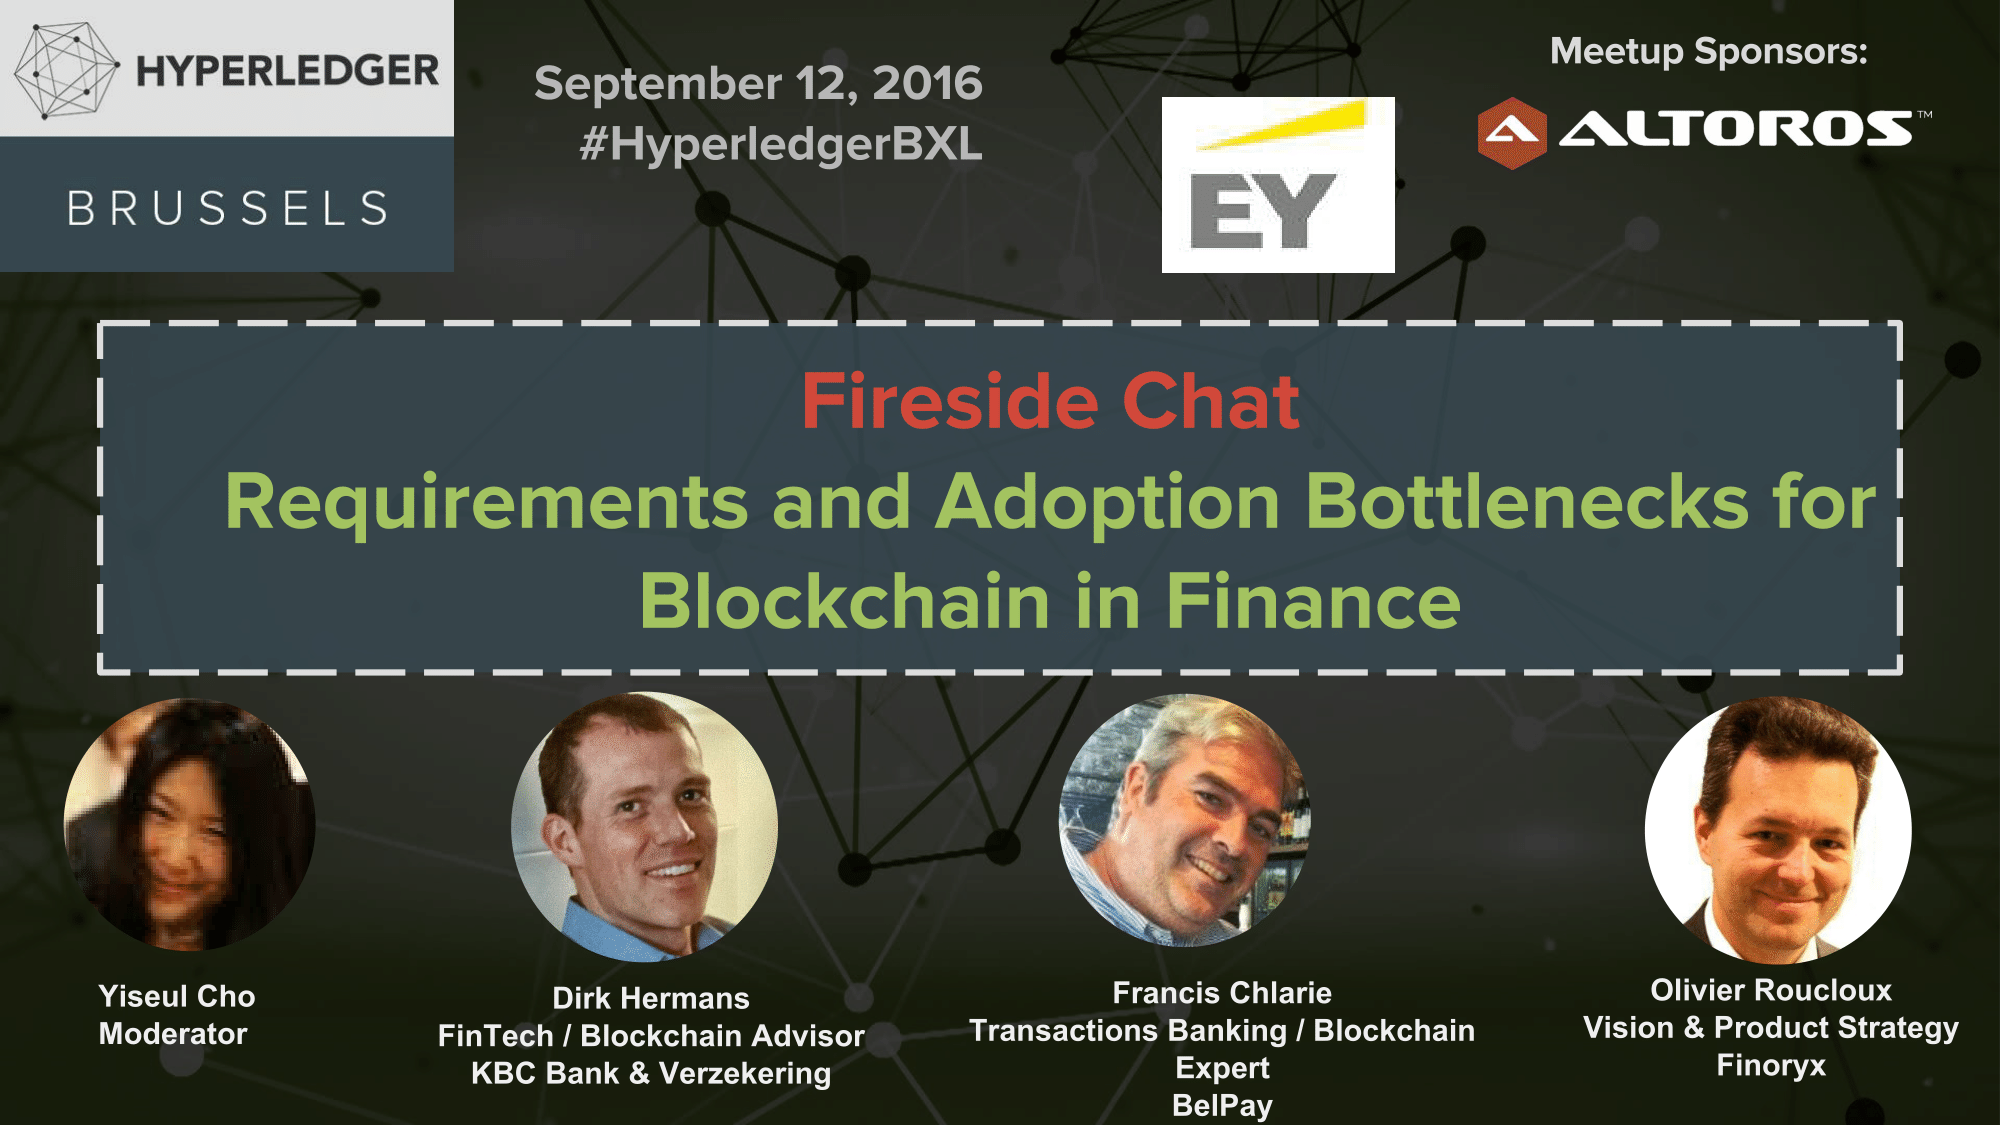 HYPERLEDGER
BRUSSELS
September 12, 2016
#HyperledgerBXL
EY
Meetup Sponsors:
ALTOROS™
Fireside Chat
Requirements and Adoption Bottlenecks for
Blockchain in Finance
Yiseul Cho
Moderator
Dirk Hermans
FinTech / Blockchain Advisor
KBC Bank & Verzekering
Francis Chlarie
Transactions Banking / Blockchain
Expert
BelPay
Olivier Roucloux
Vision & Product Strategy
Finoryx